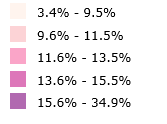 3.4% - 9.5%
9.6% - 11.5%
11.6% - 13.5%
13.6% - 15.5%
15.6% - 34.9%